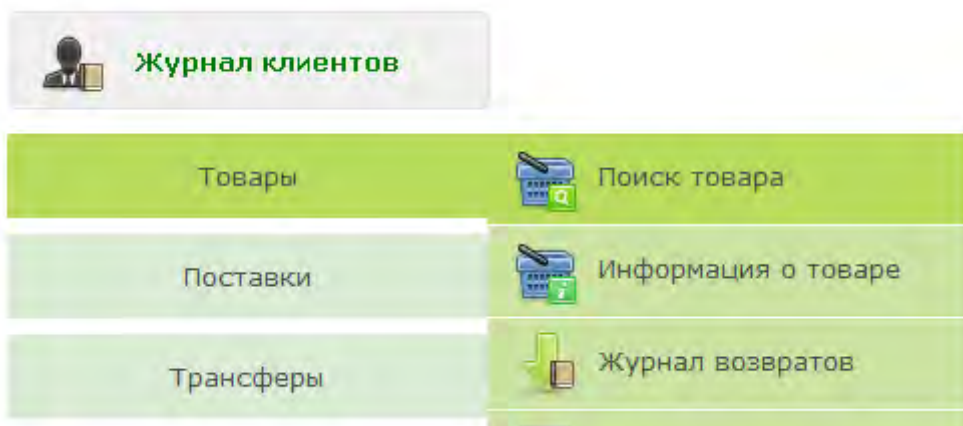 Журнал клиентов
Товары
Поиск товара
Поставки
Информация о товаре
Трансферы
Журнал возвратов